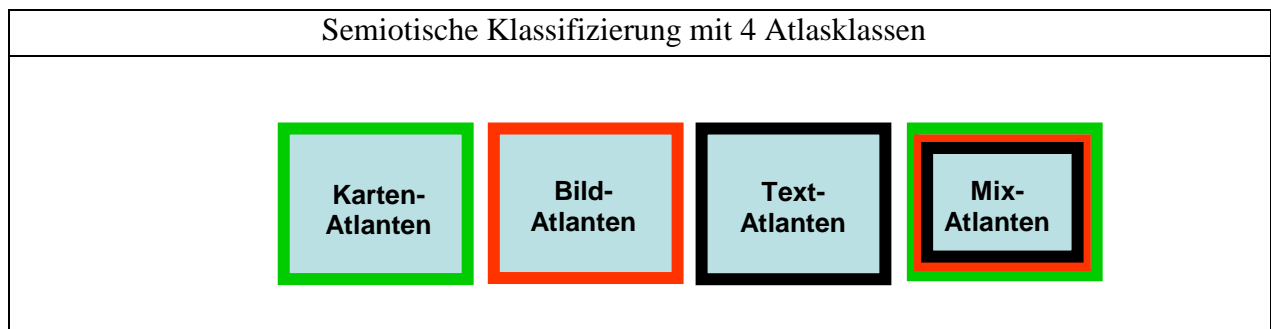 Semiotische Klassifizierung mit 4 Atlasklassen
Karten-
Atlanten
Bild-
Atlanten
Text-
Atlanten
Mix-
Atlanten